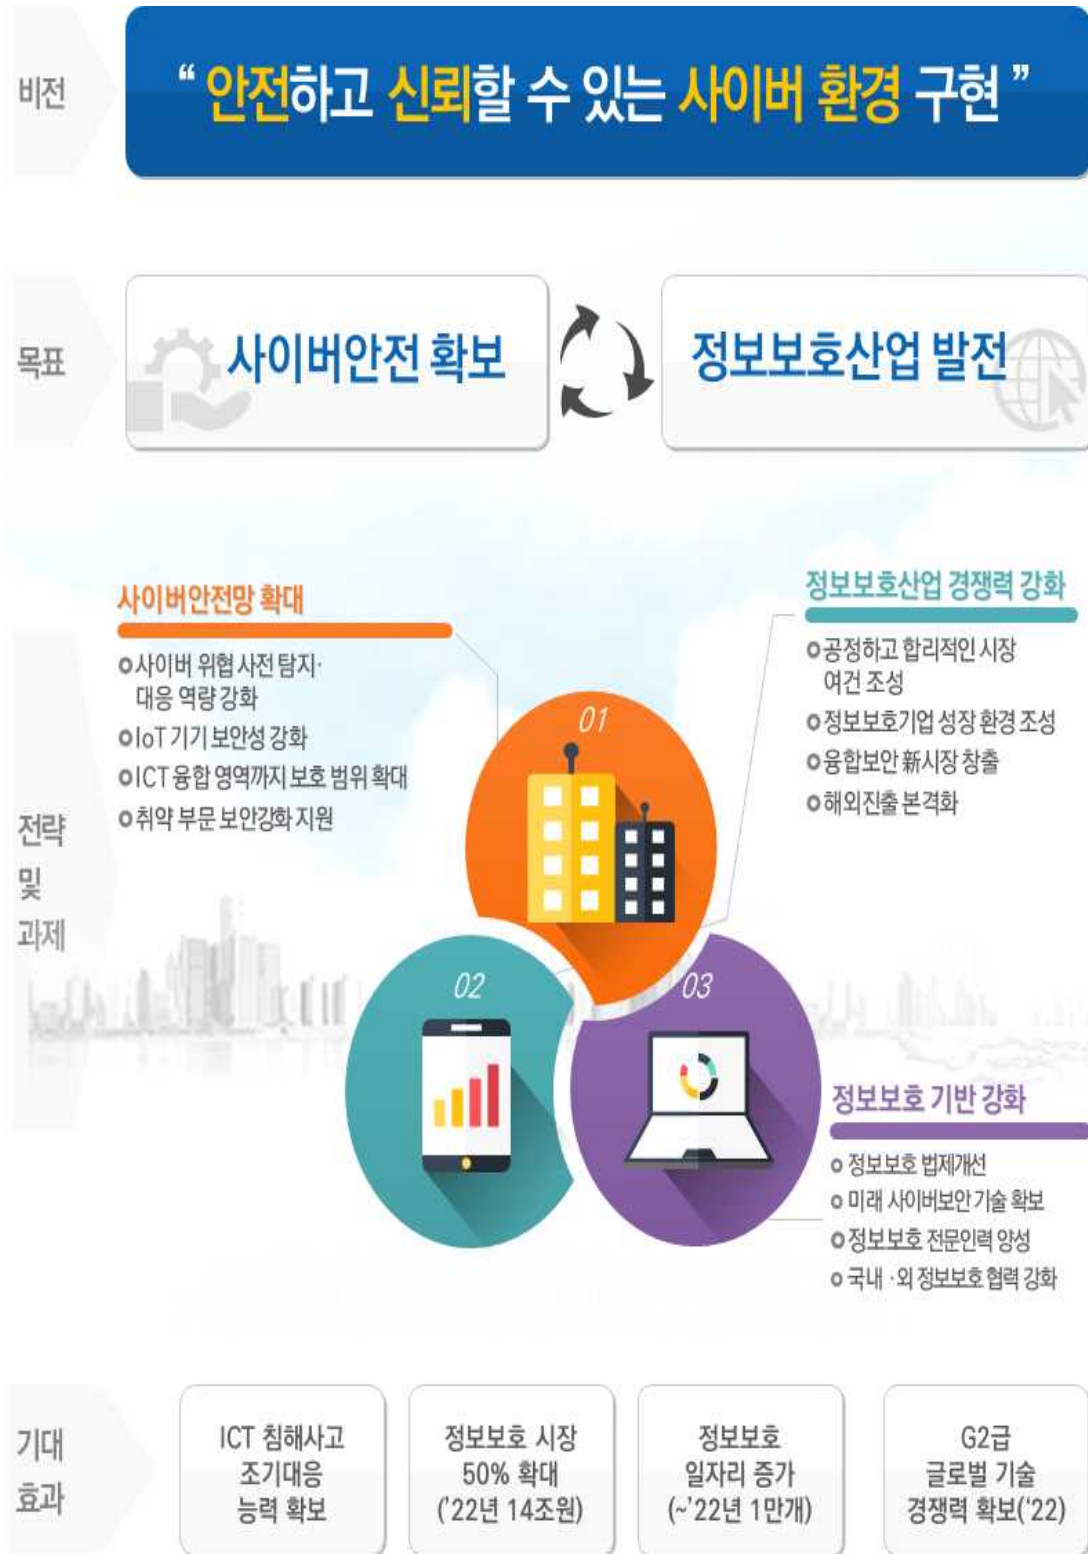 비전
“ 안전하고 신뢰할 수 있는 사이버 환경 구현 ”
목표
사이버안전 확보
정보보호산업 발전
전략
및
과제
사이버안전망 확대
사이버 위협 사전 탐지·
대응 역량 강화
IoT 기기 보안성 강화
ICT 융합 영역까지 보호 범위 확대
취약 부문 보안강화 지원
정보보호산업 경쟁력 강화
공정하고 합리적인 시장
여건 조성
정보보호기업 성장 환경 조성
융합보안 新시장 창출
해외진출 본격화
01
02
03
정보보호 기반 강화
정보보호 법제개선
미래 사이버보안 기술 확보
정보보호 전문인력 양성
국내 ·외 정보보호 협력 강화
기대
효과
ICT 침해사고
조기대응
능력 확보
정보보호 시장
50% 확대
(’22년 14조원)
정보보호
일자리 증가
(~’22년 1만개)
G2급
글로벌 기술
경쟁력 확보(‘22)